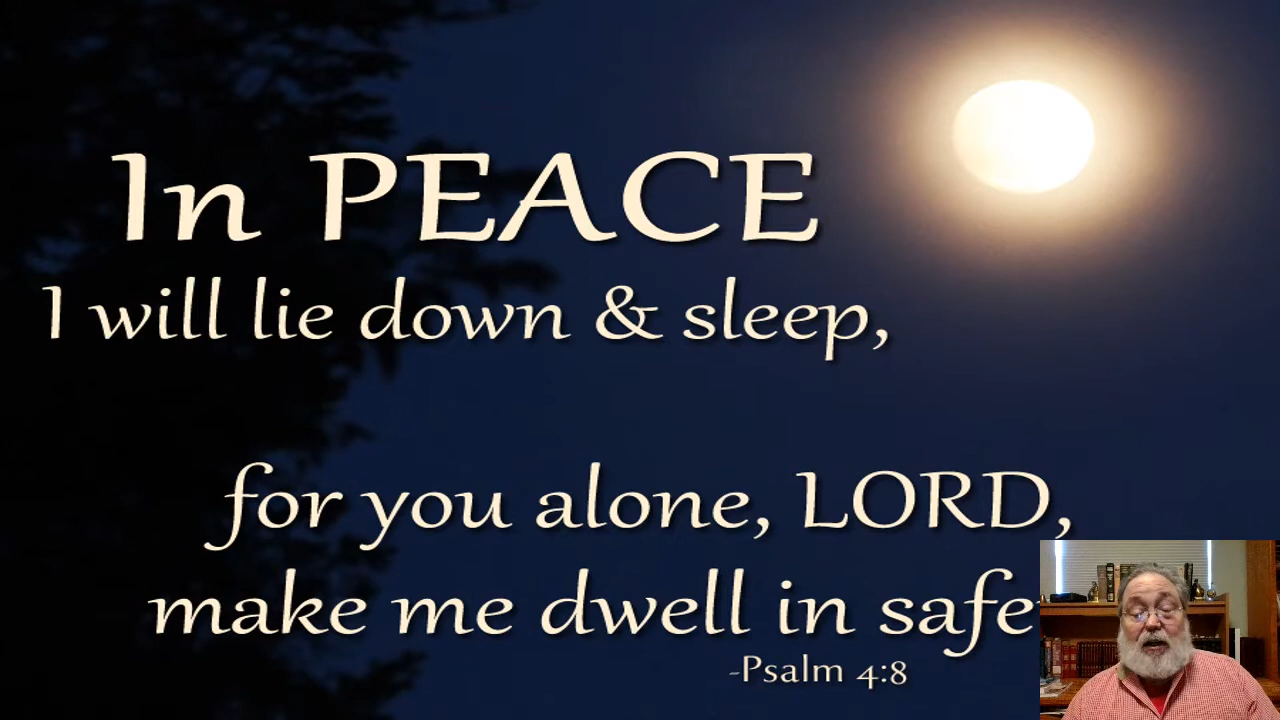 In PEACE
I will lie down & sleep,
for you alone, LORD,
make me dwell in safe
-Psalm 4:8